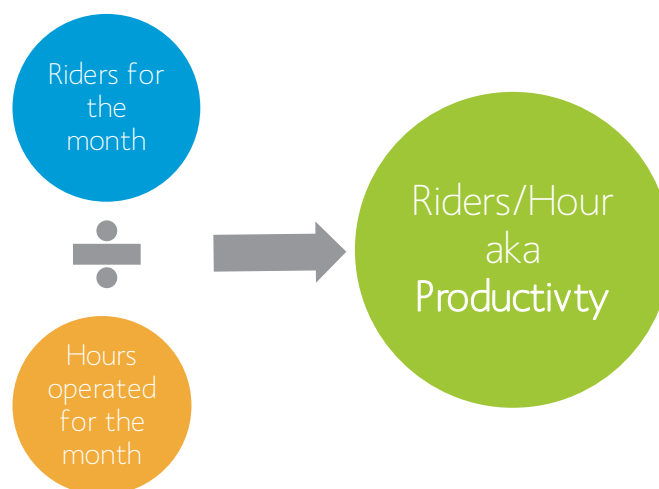 Riders for
the
month
Hours
operated
for the
month
Riders/Hour
aka
Productivty